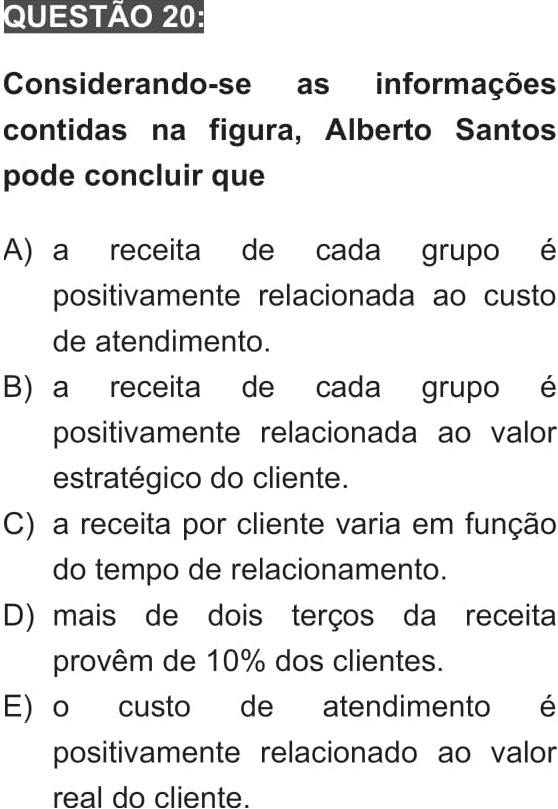 QUESTÃO 20:
Considerando-se as informações
contidas na figura, Alberto Santos
pode concluir que
A) a receita de cada grupo é
positivamente relacionada ao custo
de atendimento.
B) a receita de cada grupo é
positivamente relacionada ao valor
estratégico do cliente.
C) a receita por cliente varia em função
do tempo de relacionamento.
D) mais de dois terços da receita
provêm de 10% dos clientes.
E) o custo de atendimento é
positivamente relacionado ao valor
real do cliente.